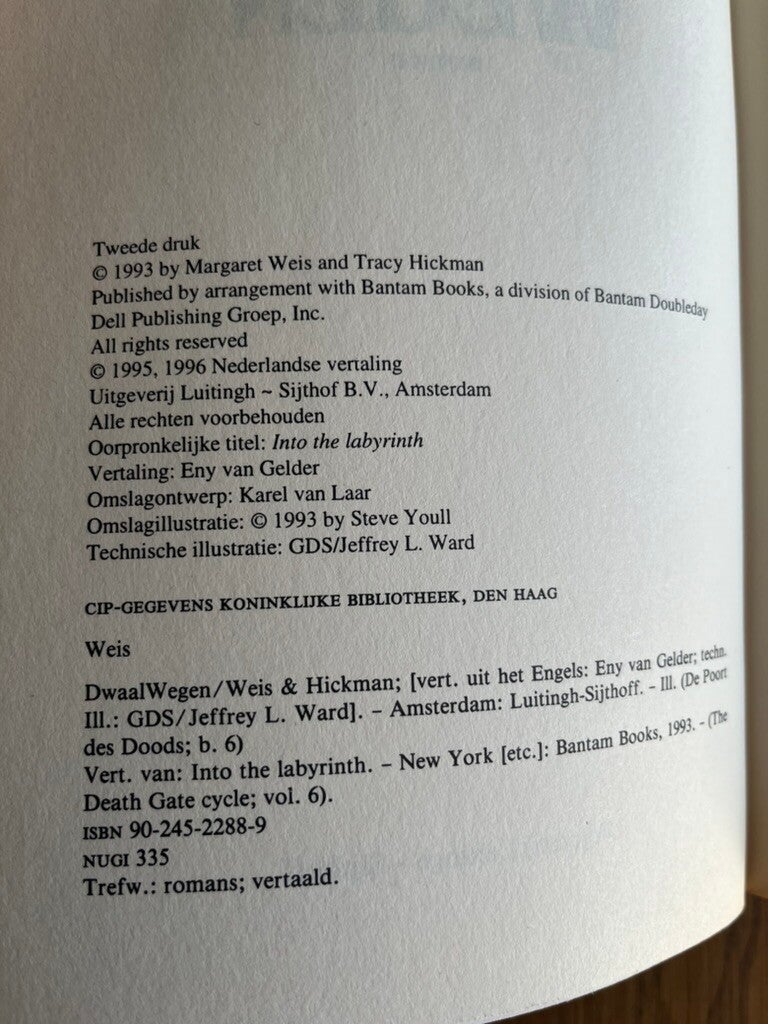 Tweede druk
© 1993 by Margaret Weis and Tracy Hickman
Published by arrangement with Bantam Books, a division of Bantam Doubleday
Dell Publishing Groep, Inc.
All rights reserved
© 1995, 1996 Nederlandse vertaling
Uitgeverij Luitingh ~ Sijthof B.V., Amsterdam
Alle rechten voorbehouden
Oorpronkelijke titel: Into the labyrinth
Vertaling: Eny van Gelder
Omslagontwerp: Karel van Laar
Omslagillustratie: © 1993 by Steve Youll
Technische illustratie: GDS/Jeffrey L. Ward
CIP-GEGEVENS KONINKLIJKE BIBLIOTHEEK, DEN HAAG
Weis
DwaalWegen/Weis & Hickman; [vert. uit het Engels: Eny van Gelder; techn.
Ill.: GDS/Jeffrey L. Ward]. – Amsterdam: Luitingh-Sijthoff. – Ill. (De Poort
des Doods; b. 6)
Vert. van: Into the labyrinth. – New York [etc.]: Bantam Books, 1993. – (The
Death Gate cycle; vol. 6).
ISBN 90-245-2288-9
NUGI 335
Trefw.: romans; vertaald.